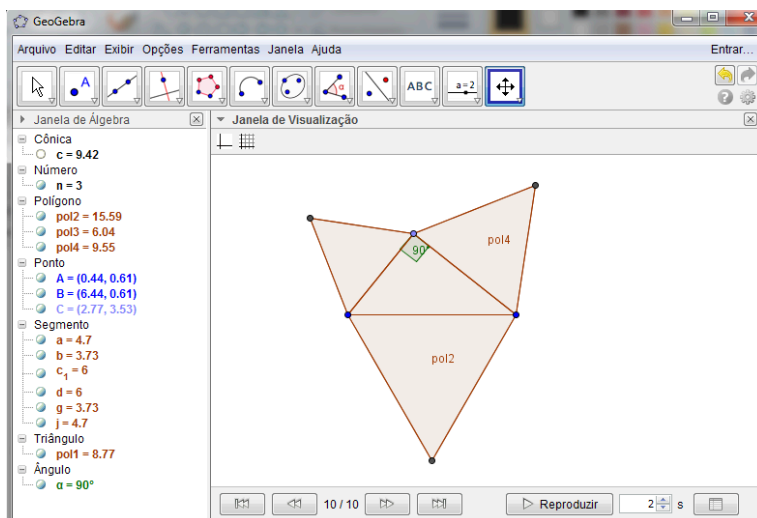 GeoGebra
Arquivo Editar Exibir Opções Ferramentas Janela Ajuda
Entrar...
A
α
ABC
a=2
Janela de Álgebra
Janela de Visualização
Cônica
c = 9.42
Número
n = 3
Polígono
pol2 = 15.59
pol3 = 6.04
pol4 = 9.55
Ponto
A = (0.44, 0.61)
B = (6.44, 0.61)
C = (2.77, 3.53)
Segmento
a = 4.7
b = 3.73
c1 = 6
d = 6
g = 3.73
j = 4.7
Triângulo
pol1 = 8.77
Ângulo
α = 90º
pol4
90º
pol2
10 / 10
Reproduzir
2
s